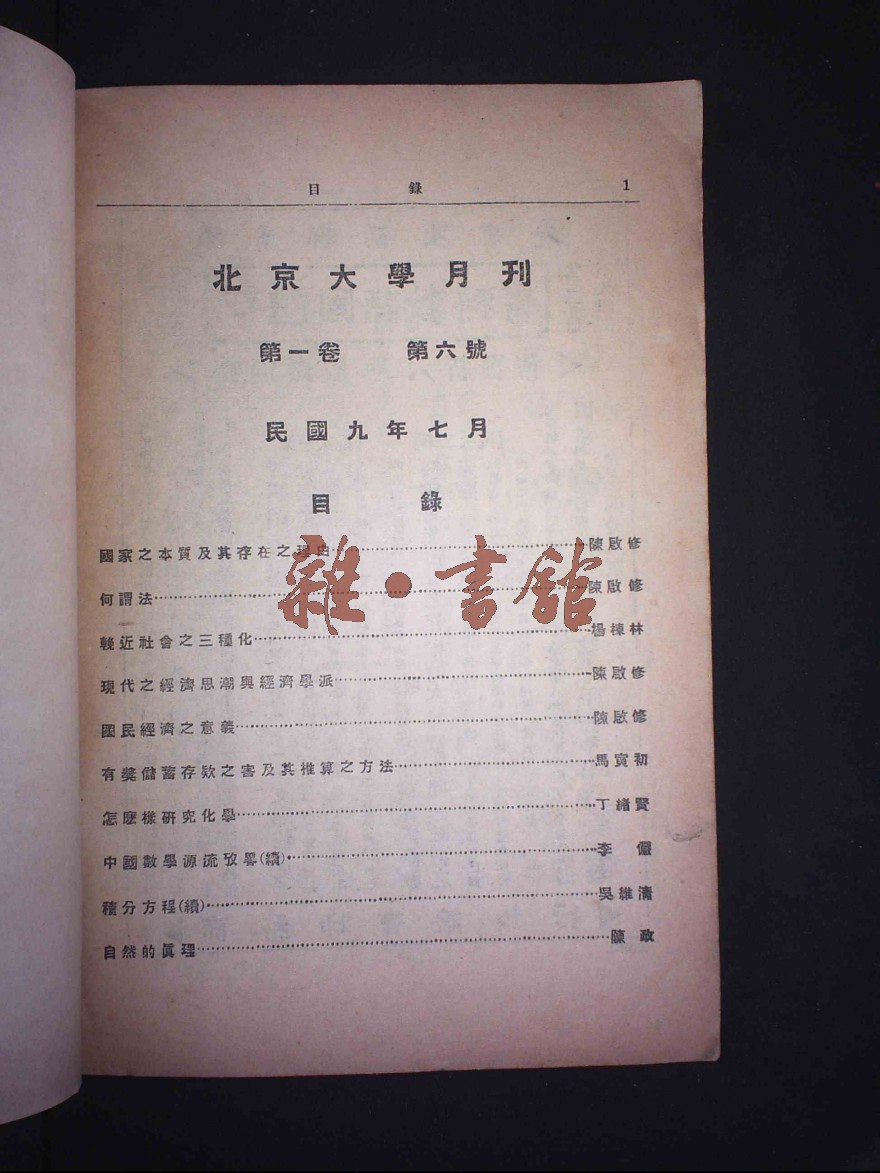 目 錄 1
北京大學月刊
第一卷 第六號
民國九年七月
目 錄
國家之本質及其存在之理由……陳啟修
何謂法……陳啟修
輓近社會之三種化……楊棟林
現代之經濟思潮與經濟學派……陳啟修
國民經濟之意義……陳啟修
有獎儲蓄存欵之害及其推算之方法……馬寅初
怎麽樣研究化學……丁緒賢
中國數學源流攷畧(續)……李儼
積分方程(續)……吳維清
自然的眞理……陳政
雜·書館